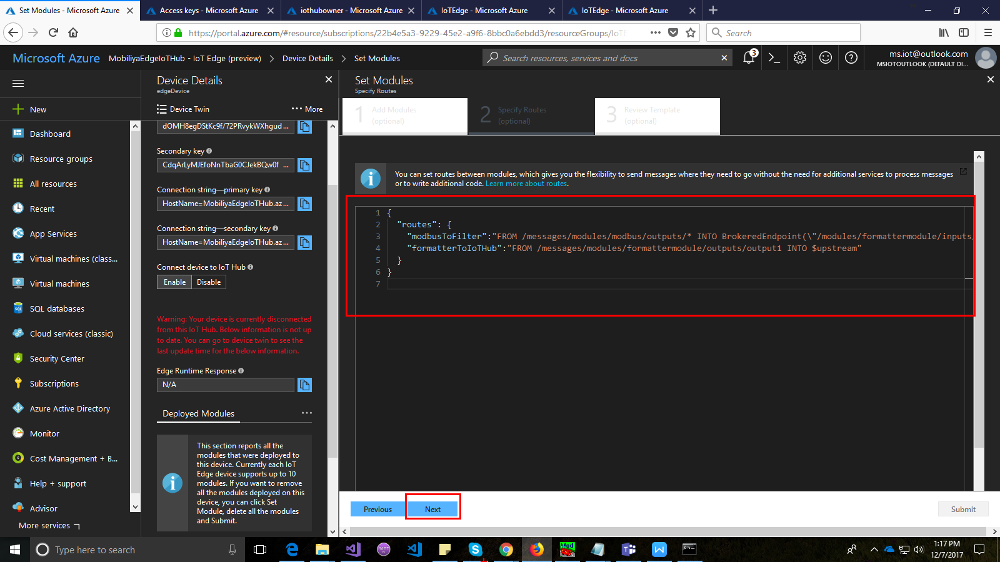 Set Modules - Microsoft Azure
Access keys - Microsoft Azure
iothubowner - Microsoft Azure
IoTEdge - Microsoft Azure
IoTEdge - Microsoft Azure
https://portal.azure.com/#resource/subscriptions/22b4e5a3-9229-45e2-a9f6-8bbc0a6ebdd3/resourceGroups/IoTE
Search
Microsoft Azure
MobiliyaEdgeIoTHub - IoT Edge (preview)
Device Details
Set Modules
Search resources, services and docs
3
ms.iot@outlook.com
MSIOTOUTLOOK (DEFAULT DI...
New
Dashboard
Resource groups
All resources
Recent
App Services
Virtual machines (clas...
Virtual machines
SQL databases
Cloud services (classic)
Security Center
Subscriptions
Azure Active Directory
Monitor
Cost Management + B...
Help + support
Advisor
More services
Device Details
edgeDevice
Device Twin
More
dOMH8egDStKc9f/72PRvykWXhgud ...
Secondary key
CdqArLyMJEfoNnTbaG0CJekBQw0f ...
Connection string—primary key
HostName=MobiliyaEdgeIoTHub.az ...
Connection string—secondary key
HostName=MobiliyaEdgeIoTHub.az ...
Connect device to IoT Hub
Enable
Disable
Warning: Your device is currently disconnected
from this IoT Hub. Below information is not up
to date. You can go to device twin to see the
last update time for the below information.
Edge Runtime Response
N/A
Deployed Modules
This section reports all the
modules that were deployed to
this device. Currently each IoT
Edge device supports up to 10
modules. If you want to remove
all the modules deployed on this
device, you can click Set
Module, delete all the modules
and Submit.
Set Modules
Specify Routes
1 Add Modules
(optional)
2 Specify Routes
(optional)
3 Review Template
(optional)
You can set routes between modules, which gives you the flexibility to send messages where they need to go without the need for additional services to process messages
or to write additional code. Learn more about routes.
1 {
2 "routes": {
3 "modbusToFilter":"FROM /messages/modules/modbus/outputs/* INTO BrokeredEndpoint(\"/modules/formattermodule/inputs/
4 "formatterToIoTHub":"FROM /messages/modules/formattermodule/outputs/output1 INTO $upstream"
5 }
6 }
7
Previous
Next
Submit
Type here to search
Mod
1:17 PM
12/7/2017